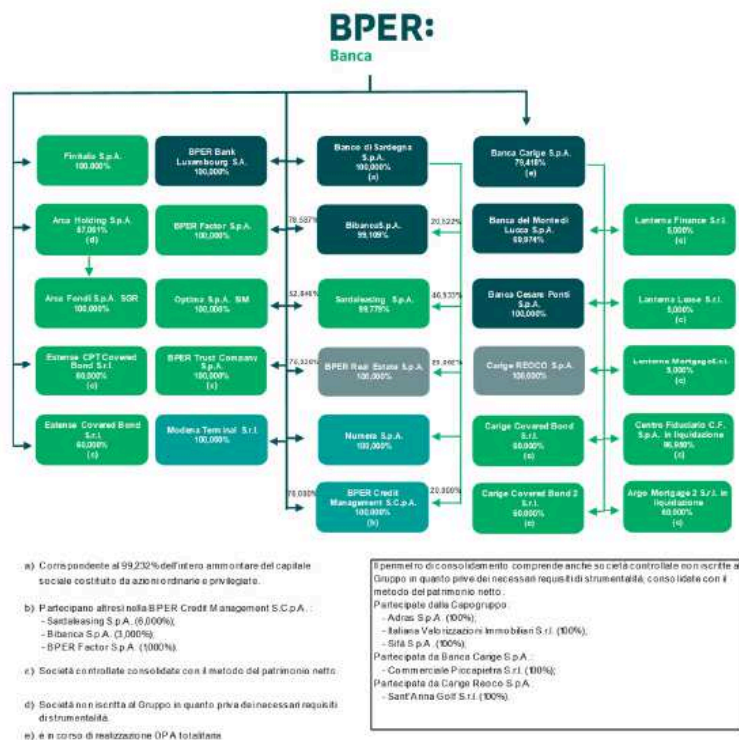 BPER:
Banca
Finitalia S.p.A.
100,000%
BPER Bank
Luxembourg S.A.
100,000%
Banco di Sardegna
S.p.A.
100,000%
(a)
Banca Carige S.p.A.
79,418%
(e)
Arca Holding S.p.A.
57,061%
(d)
BPER Factor S.p.A.
100,000%
78,587%
Bibanca S.p.A.
99,109%
20,522%
Banca del Monte di
Lucca S.p.A.
Lanterna Finance S.r.l.
5,000%
(c)
Arca Fondi S.p.A. SGR
100,000%
Optima S.p.A. SIM
100,000%
52,846%
Sardaleasing S.p.A.
99,779%
46,933%
Banca Cesare Ponti
S.p.A.
100,000%
Lanterna Lease S.r.l.
5,000%
(c)
Estense CPT Covered
Bond S.r.l.
60,000%
(c)
BPER Trust Company
S.p.A.
100,000%
(c)
BPER Real Estate S.p.A.
100,000%
Carige REOCO S.p.A.
100,000%
Lanterna Mortgage S.r.l.
5,000%
(c)
Estense Covered Bond
S.r.l.
60,000%
(c)
Modena Terminal S.r.l.
100,000%
Numera S.p.A.
100,000%
Carige Covered Bond
S.r.l.
60,000%
(c)
Centro Fiduciario C.F.
S.p.A. in liquidazione
(c)
70,000%
BPER Credit
Management S.C.p.A.
100,000%
(b)
20,000%
Carige Covered Bond 2
S.r.l.
60,000%
(c)
Argo Mortgage 2 S.r.l. in
liquidazione
60,000%
(c)
a) Corrispondente al 99,232% dell'intero ammontare del capitale
sociale costituito da azioni ordinarie e privilegiate.
b) Partecipano altresì nella BPER Credit Management S.C.p.A. :
- Sardaleasing S.p.A. (6,000%);
- Bibanca S.p.A. (3,000%);
- BPER Factor S.p.A. (1,000%).
c) Società controllate consolidate con il metodo del patrimonio netto.
d) Società non iscritta al Gruppo in quanto priva dei necessari requisiti
di strumentalità.
e) è in corso di realizzazione OPA totalitaria
Il perimetro di consolidamento comprende anche società controllate non iscritte al
Gruppo in quanto prive dei necessari requisiti di strumentalità, consolidate con il
metodo del patrimonio netto.
Partecipate dalla Capogruppo:
- Adras S.p.A. (100%);
- Italiana Valorizzazioni Immobiliari S.r.l. (100%);
- Sifà S.p.A. (100%);
Partecipata da Banca Carige S.p.A.:
- Commerciale Piccapietra S.r.l. (100%);
Partecipata da Carige Reoco S.p.A.:
- Sant'Anna Golf S.r.l. (100%).